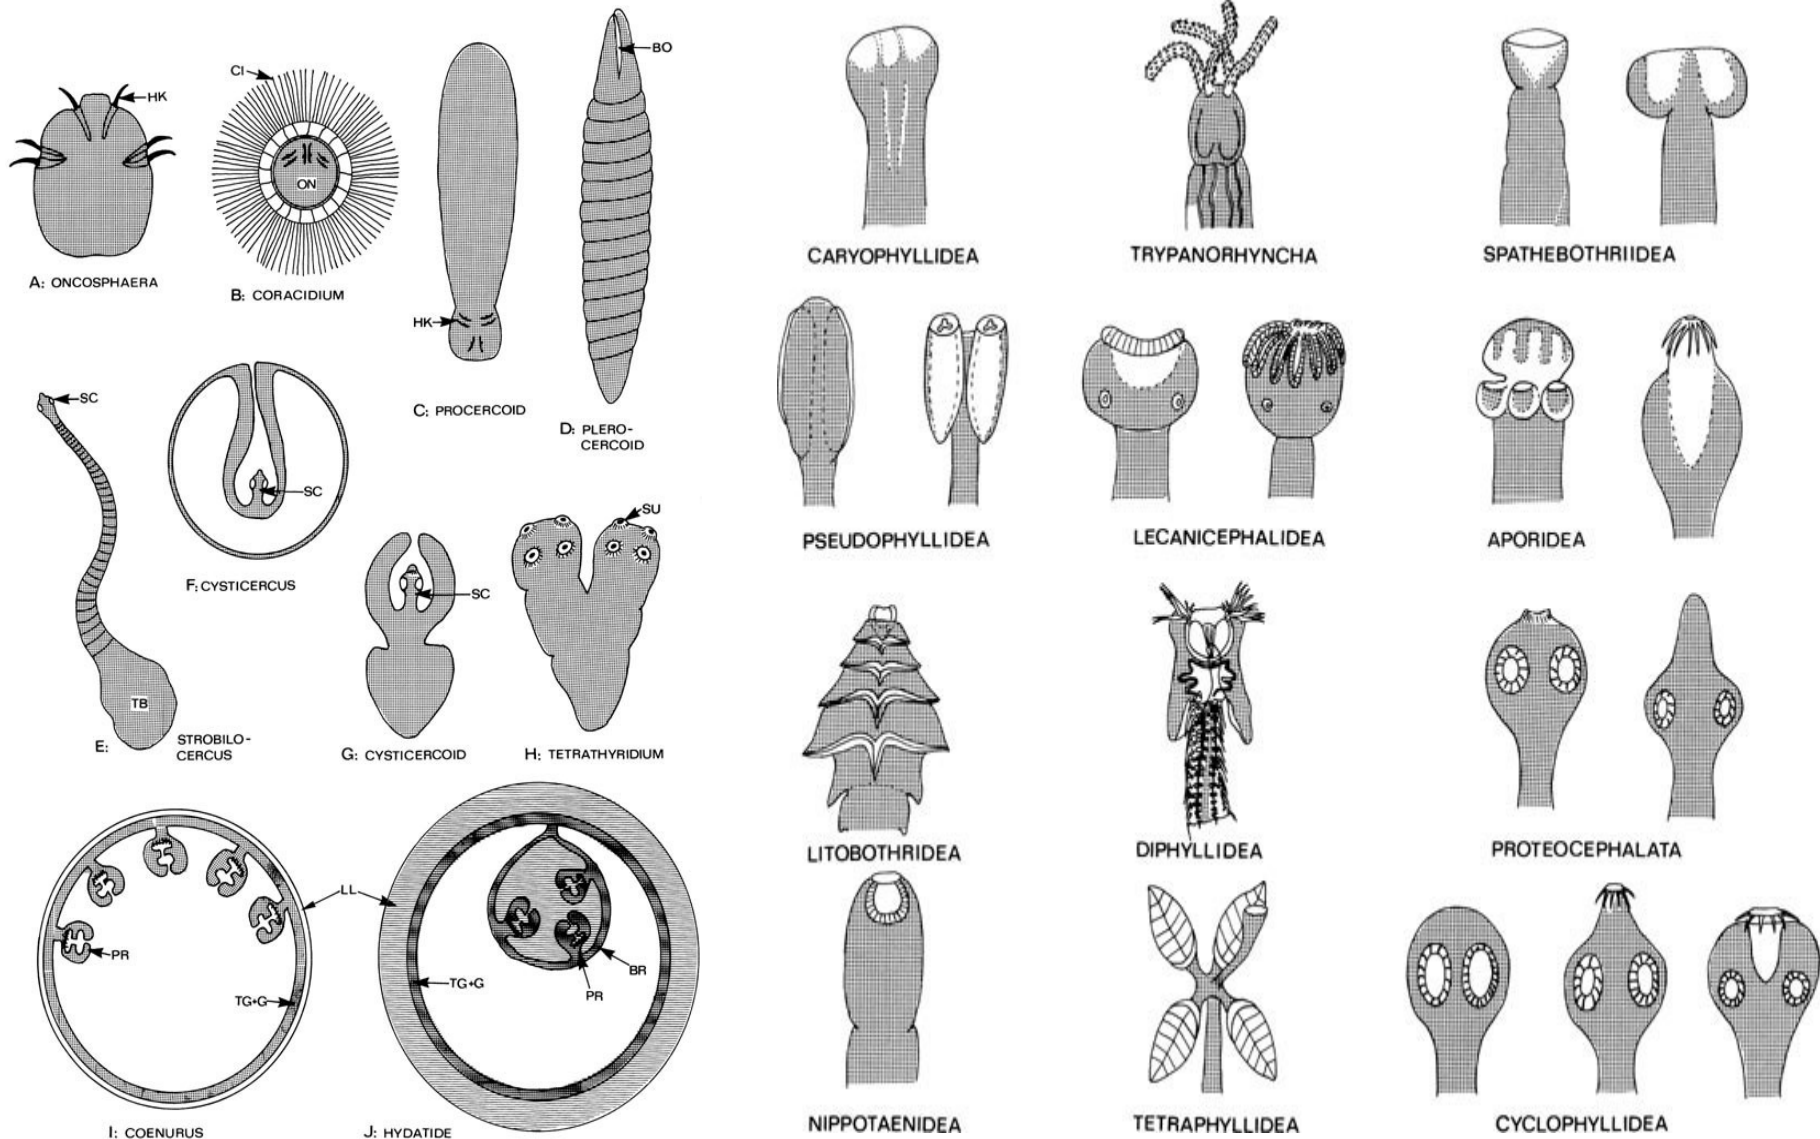 HK
A: ONCOSPHAERA
CI
ON
B: CORACIDIUM
HK
C: PROCERCOID
BO
D: PLERO-
CERCOID
SC
TB
E:
STROBILO-
CERCUS
SC
F: CYSTICERCUS
SC
G: CYSTICERCOID
SU
H: TETRATHYRIDIUM
PR
TG+G
LL
I: COENURUS
TG+G
PR
BR
J: HYDATIDE
CARYOPHYLLIDEA
TRYPANORHYNCHA
SPATHEBOTHRIIDEA
PSEUDOPHYLLIDEA
LECANICEPHALIDEA
APORIDEA
LITOBOTHRIDEA
DIPHYLLIDEA
PROTEOCEPHALATA
NIPPOTAENIDEA
TETRAPHYLLIDEA
CYCLOPHYLLIDEA